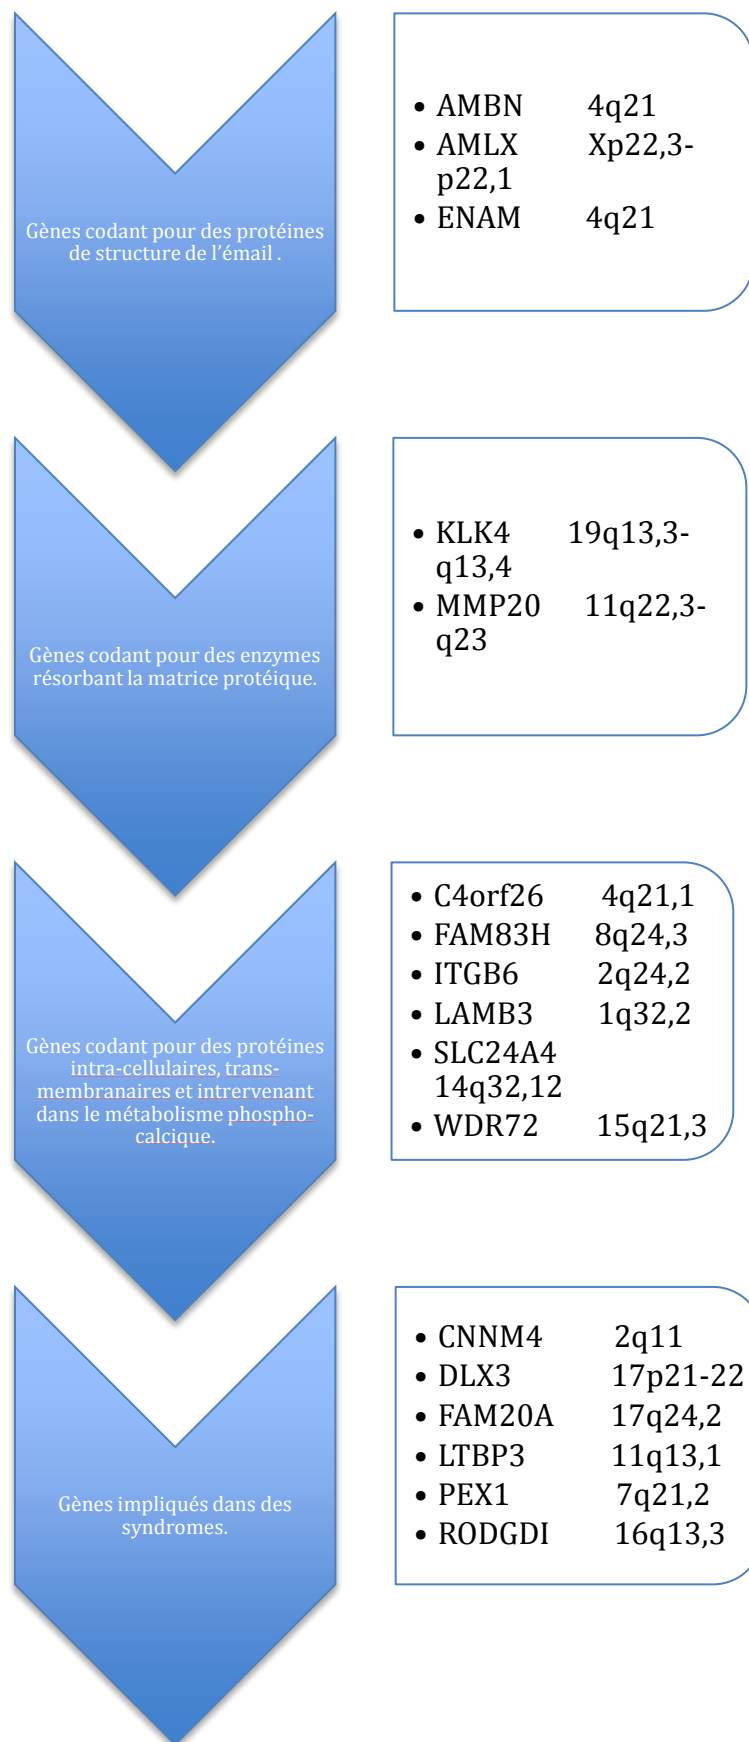 Gènes codant pour des protéines
de structure de l'émail .
• AMBN 4q21
• AMLX Xp22,3-
p22,1
• ENAM 4q21
Gènes codant pour des enzymes
résorbant la matrice protéique.
• KLK4 19q13,3-
q13,4
• MMP20 11q22,3-
q23
Gènes codant pour des protéines
intra-cellulaires, trans-
membranaires et intrervenant
dans le métabolisme phospho-
calcique.
• C4orf26 4q21,1
• FAM83H 8q24,3
• ITGB6 2q24,2
• LAMB3 1q32,2
• SLC24A4
14q32,12
• WDR72 15q21,3
Gènes impliqués dans des
syndromes.
• CNNM4 2q11
• DLX3 17p21-22
• FAM20A 17q24,2
• LTBP3 11q13,1
• PEX1 7q21,2
• RODGDI 16q13,3